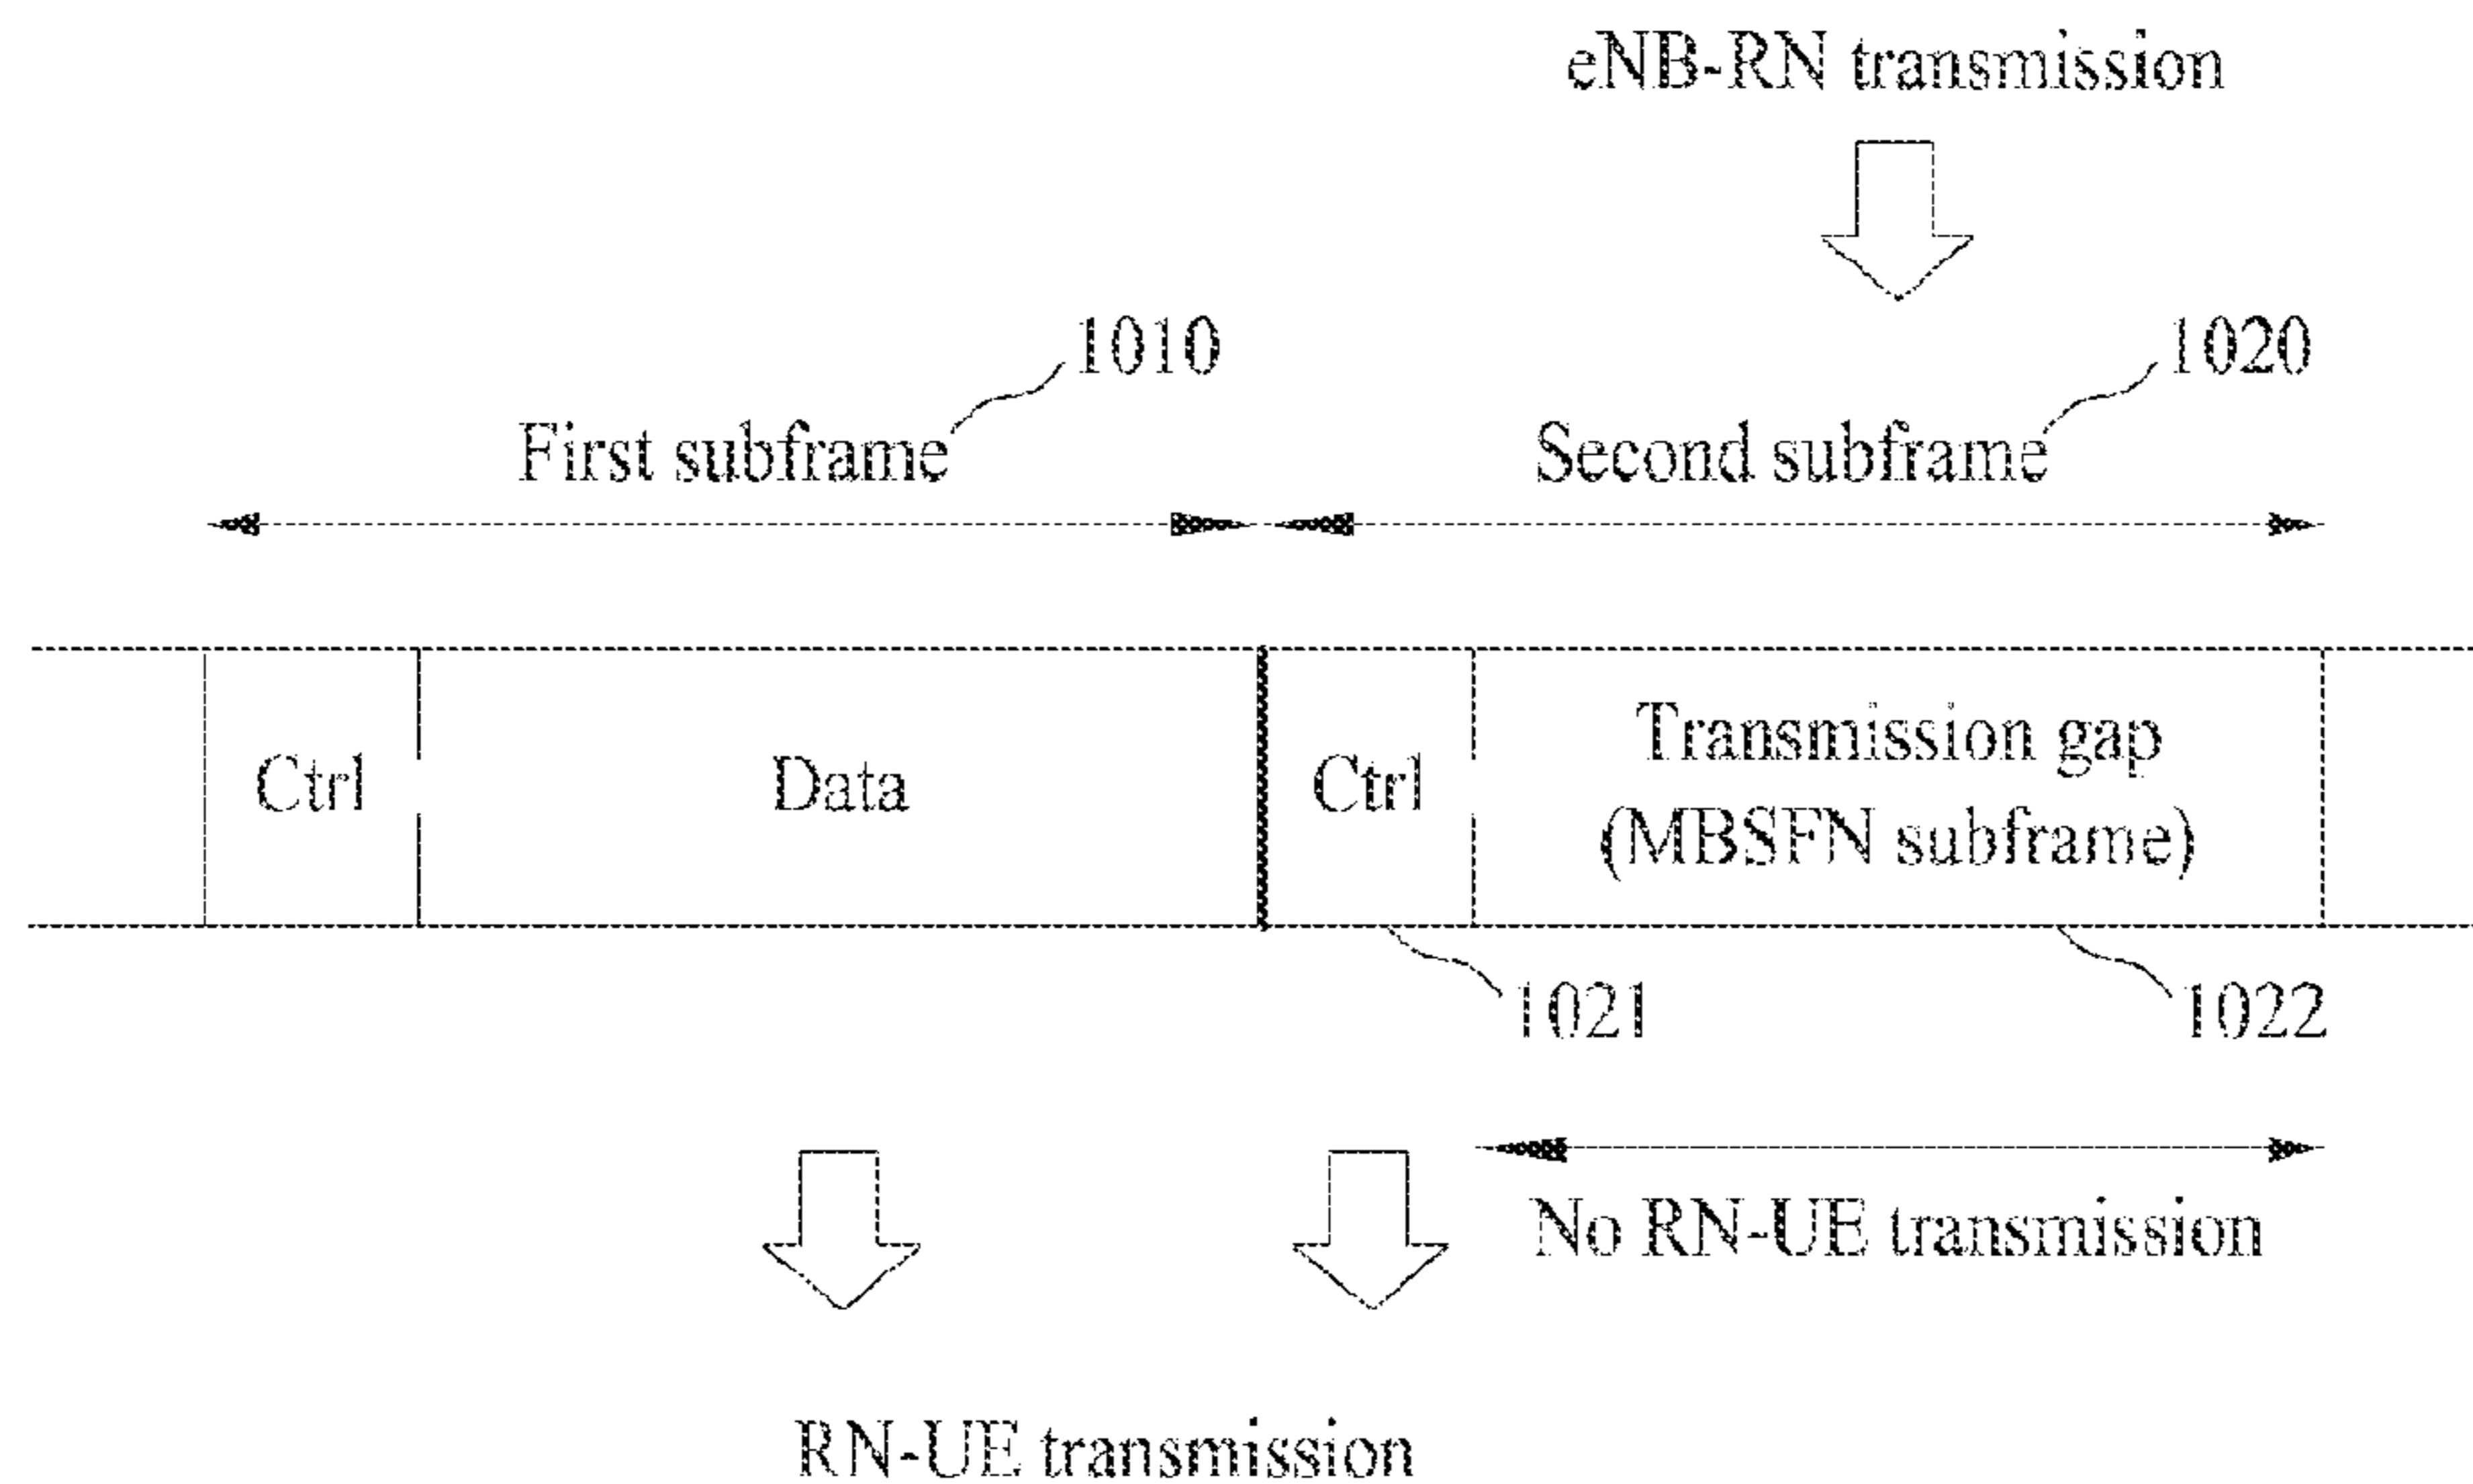 eNB-RN transmission
1010
1020
First subframe
Second subframe
Ctrl
Data
Ctrl
Transmission gap
(MBSFN subframe)
1021
1022
No RN-UE transmission
RN-UE transmission